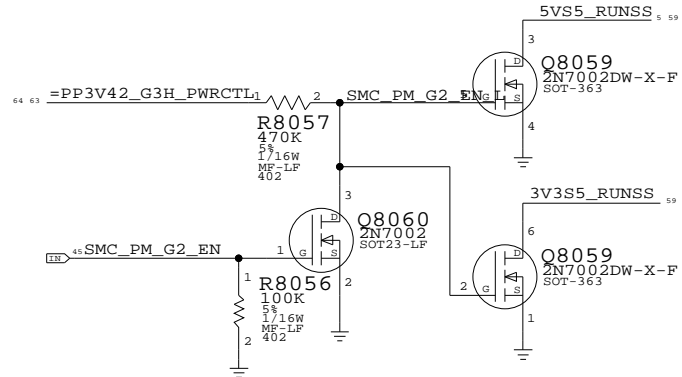 5VS5_RUNSS 5 59
3
D
Q8059
2N7002DW-X-F
SOT-363
64 63 =PP3V42_G3H_PWRCTL 1 2 SMC_PM_G2_EN_L G S
R8057
470K
5%
1/16W
MF-LF
402
4
3
3V3S5_RUNSS 59
D
Q8060
2N7002
SOT23-LF
6
IN 45 SMC_PM_G2_EN 1 G S
D
Q8059
2N7002DW-X-F
SOT-363
1
R8056
100K
5%
1/16W
MF-LF
402
2
2 G S
2
1